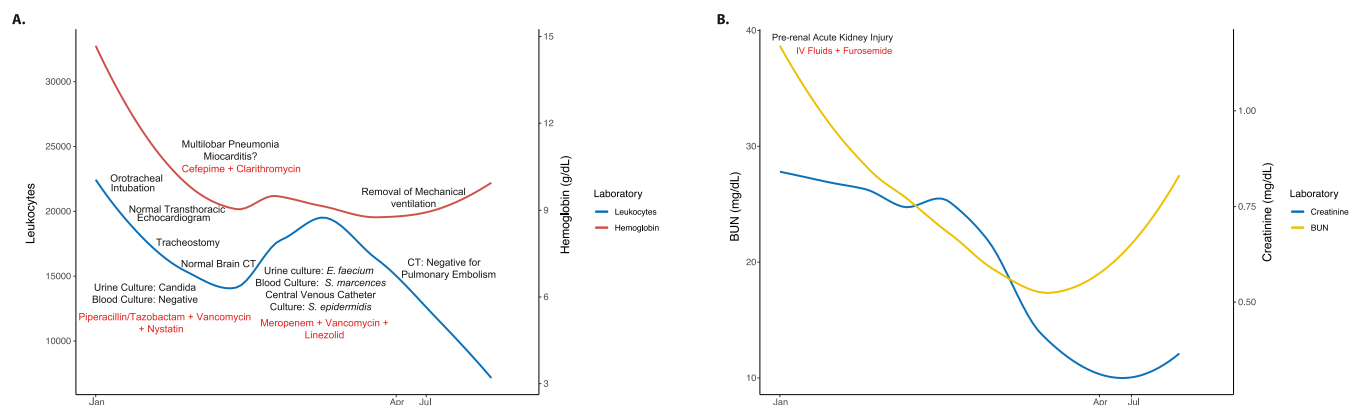 A.
30000
25000
20000
15000
10000
Leukocytes
15
12
9
6
3
Hemoglobin (g/dL)
Jan
Apr
Jul
Multilobar Pneumonia
Miocarditis?
Cefepime + Clarithromycin
Orotracheal
Intubation
Normal Transthoracic
Echocardiogram
Tracheostomy
Normal Brain CT
Urine Culture: Candida
Blood Culture: Negative
Piperacillin/Tazobactam + Vancomycin
+ Nystatin
Urine culture: E. faecium
Blood Culture: S. marcences
Central Venous Catheter
Culture: S. epidermidis
Meropenem + Vancomycin +
Linezolid
Removal of Mechanical
ventilation
CT: Negative for
Pulmonary Embolism
Laboratory
Leukocytes
Hemoglobin
B.
40
30
20
10
BUN (mg/dL)
Pre-renal Acute Kidney Injury
IV Fluids + Furosemide
1.00
0.75
0.50
Creatinine (mg/dL)
Jan
Apr
Jul
Laboratory
Creatinine
BUN